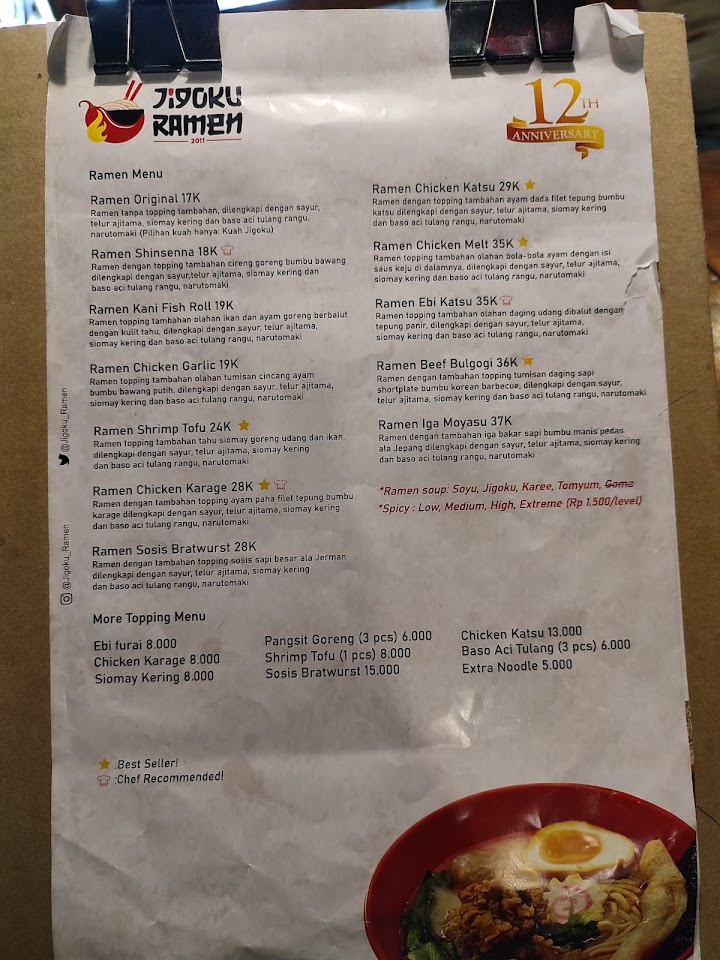 JIGOKU
RAMEN
2011
12TH
ANNIVERSARY
Ramen Menu
Ramen Original 17K
Ramen tanpa topping tambahan, dilengkapi dengan sayur,
telur ajitama, siomay kering dan baso aci tulang rangu,
narutomaki (Pilihan kuah hanya: Kuah Jigoku)
Ramen Shinsenna 18K
Ramen dengan topping tambahan cireng goreng bumbu bawang
dilengkapi dengan sayur,telur ajitama, siomay kering dan
baso aci tulang rangu, narutomaki
Ramen Kani Fish Roll 19K
Ramen topping tambahan olahan ikan dan ayam goreng berbalut
dengan kulit tahu, dilengkapi dengan sayur, telur ajitama,
siomay kering dan baso aci tulang rangu, narutomaki
Ramen Chicken Garlic 19K
Ramen topping tambahan olahan tumisan cincang ayam
bumbu bawang putih, dilengkapi dengan sayur, telur ajitama,
siomay kering dan baso aci tulang rangu, narutomaki
Ramen Shrimp Tofu 24K
Ramen topping tambahan tahu siomay goreng udang dan ikan,
dilengkapi dengan sayur, telur ajitama, siomay kering
dan baso aci tulang rangu, narutomaki
Ramen Chicken Karage 28K
Ramen dengan tambahan topping ayam paha filet tepung bumbu
karage dilengkapi dengan sayur, telur ajitama, siomay kering
dan baso aci tulang rangu, narutomaki
Ramen Sosis Bratwurst 28K
Ramen dengan tambahan topping sosis sapi besar ala Jerman
dilengkapi dengan sayur, telur ajitama, siomay kering
dan baso aci tulang rangu, narutomaki
Ramen Chicken Katsu 29K
Ramen dengan topping tambahan ayam dada filet tepung bumbu
katsu dilengkapi dengan sayur, telur ajitama, siomay kering
dan baso aci tulang rangu, narutomaki
Ramen Chicken Melt 35K
Ramen topping tambahan olahan bola-bola ayam dengan isi
saus keju di dalamnya, dilengkapi dengan sayur, telur ajitama,
siomay kering dan baso aci tulang rangu, narutomaki
Ramen Ebi Katsu 35K
Ramen topping tambahan olahan daging udang dibalut dengan
tepung panir, dilengkapi dengan sayur, telur ajitama,
siomay kering dan baso aci tulang rangu, narutomaki
Ramen Beef Bulgogi 36K
Ramen dengan tambahan topping tumisan daging sapi
shortplate bumbu korean barbecue, dilengkapi dengan sayur,
telur ajitama, siomay kering dan baso aci tulang rangu, narutomaki
Ramen Iga Moyasu 37K
Ramen dengan tambahan iga bakar sapi bumbu manis pedas
ala Jepang dilengkapi dengan sayur, telur ajitama, siomay kering
dan baso aci tulang rangu, narutomaki
*Ramen soup: Soyu, Jigoku, Karee, Tomyum, Goma
*Spicy : Low, Medium, High, Extreme (Rp 1,500/level)
@Jigoku_Ramen
@Jigoku_Ramen
More Topping Menu
Ebi furai 8.000
Chicken Karage 8.000
Siomay Kering 8.000
Pangsit Goreng (3 pcs) 6.000
Shrimp Tofu (1 pcs) 8.000
Sosis Bratwurst 15.000
Chicken Katsu 13.000
Baso Aci Tulang (3 pcs) 6.000
Extra Noodle 5.000
:Best Seller!
:Chef Recommended!